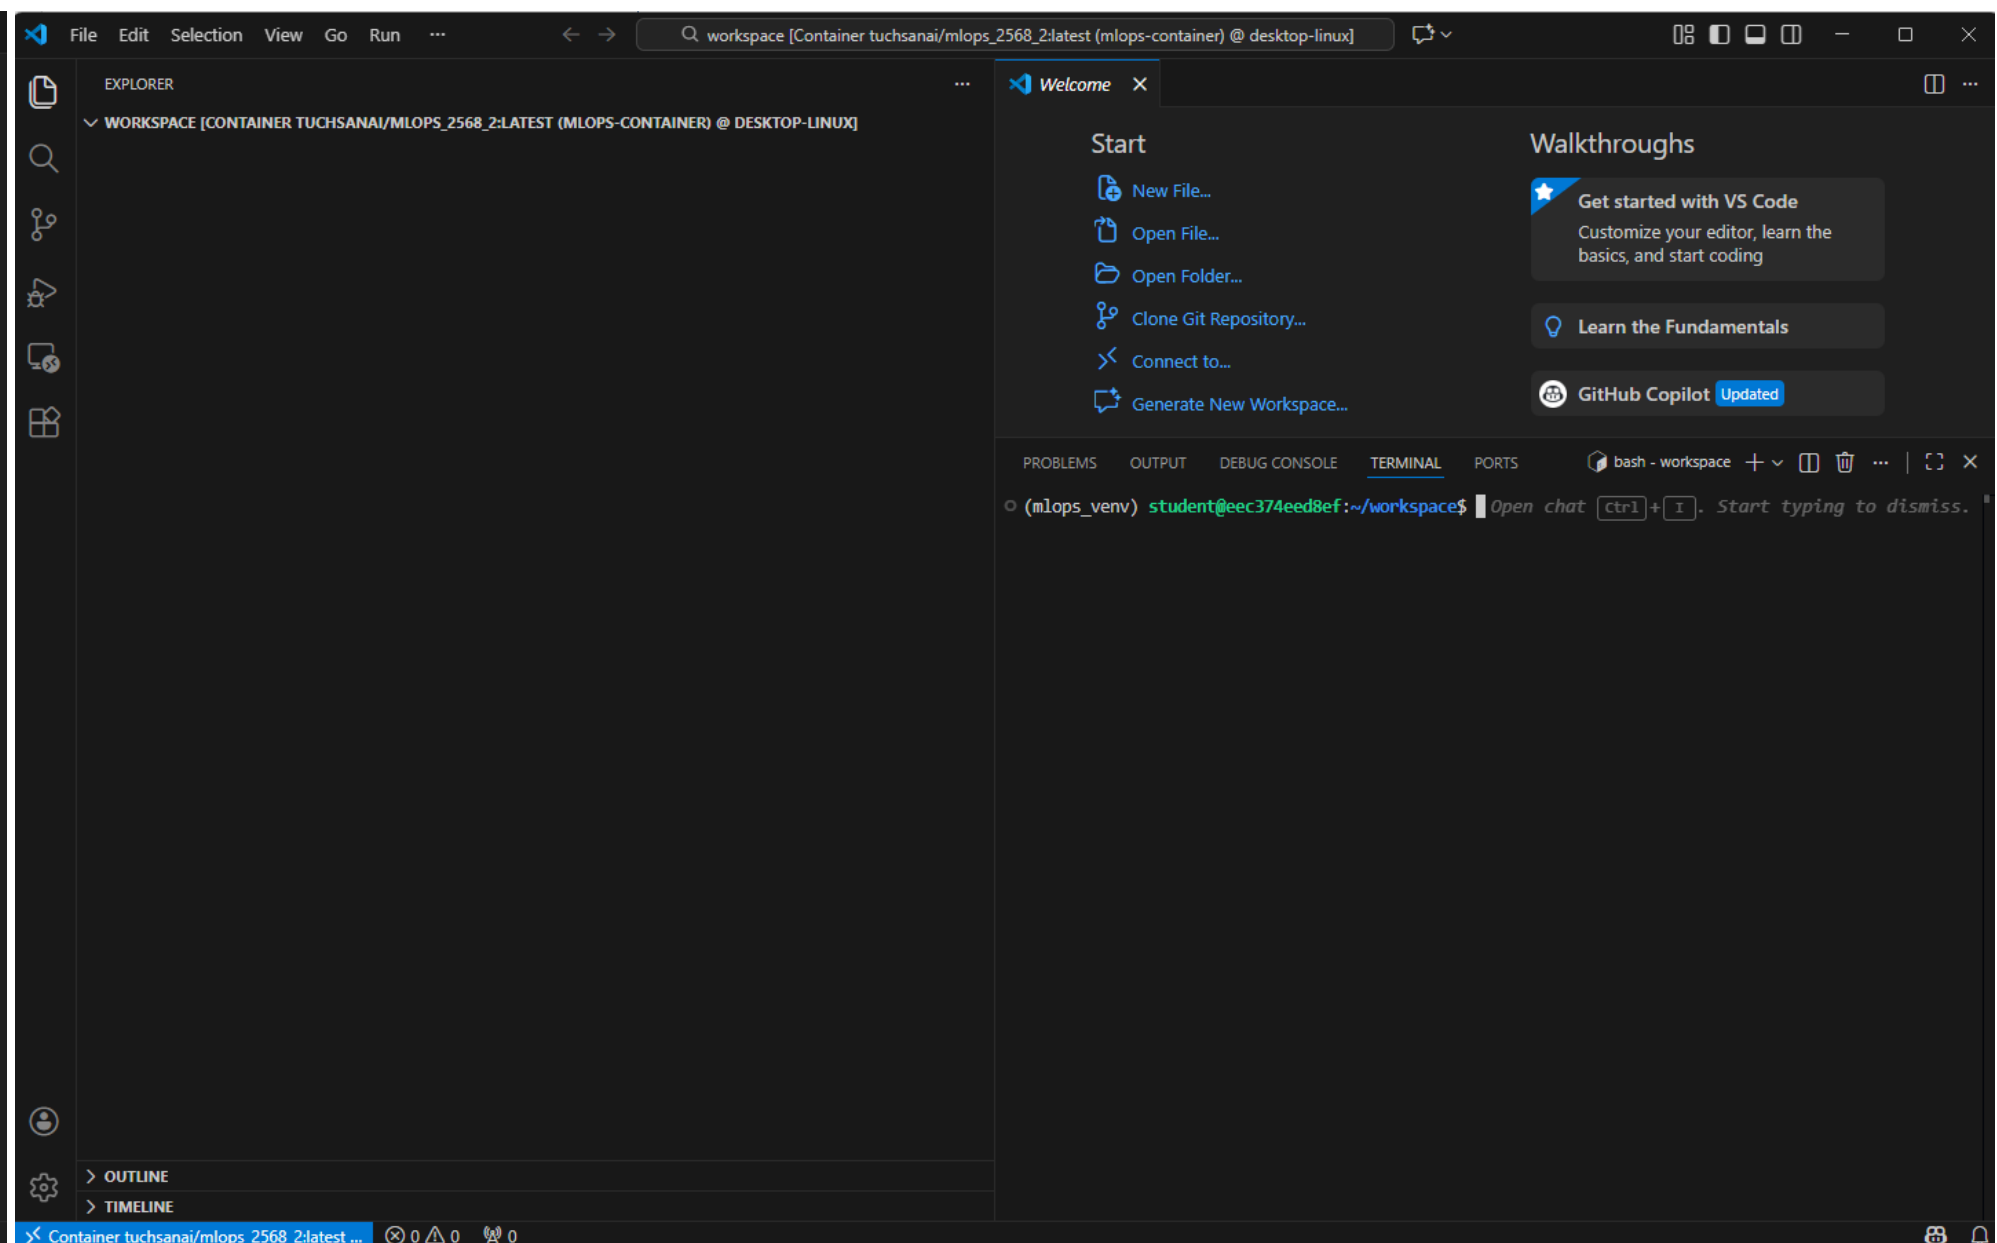 File Edit Selection View Go Run ···
workspace [Container tuchsanai/mlops_2568_2:latest (mlops-container) @ desktop-linux]
EXPLORER
WORKSPACE [CONTAINER TUCHSANAI/MLOPS_2568_2:LATEST (MLOPS-CONTAINER) @ DESKTOP-LINUX]
OUTLINE
TIMELINE
Welcome
Start
New File...
Open File...
Open Folder...
Clone Git Repository...
Connect to...
Generate New Workspace...
Walkthroughs
Get started with VS Code
Customize your editor, learn the
basics, and start coding
Learn the Fundamentals
GitHub Copilot Updated
PROBLEMS OUTPUT DEBUG CONSOLE TERMINAL PORTS bash - workspace
(mlops_venv) student@eec374eed8ef:~/workspace$ Open chat Ctrl+I. Start typing to dismiss.
Container tuchsanai/mlops_2568_2:latest ... 0 0 0